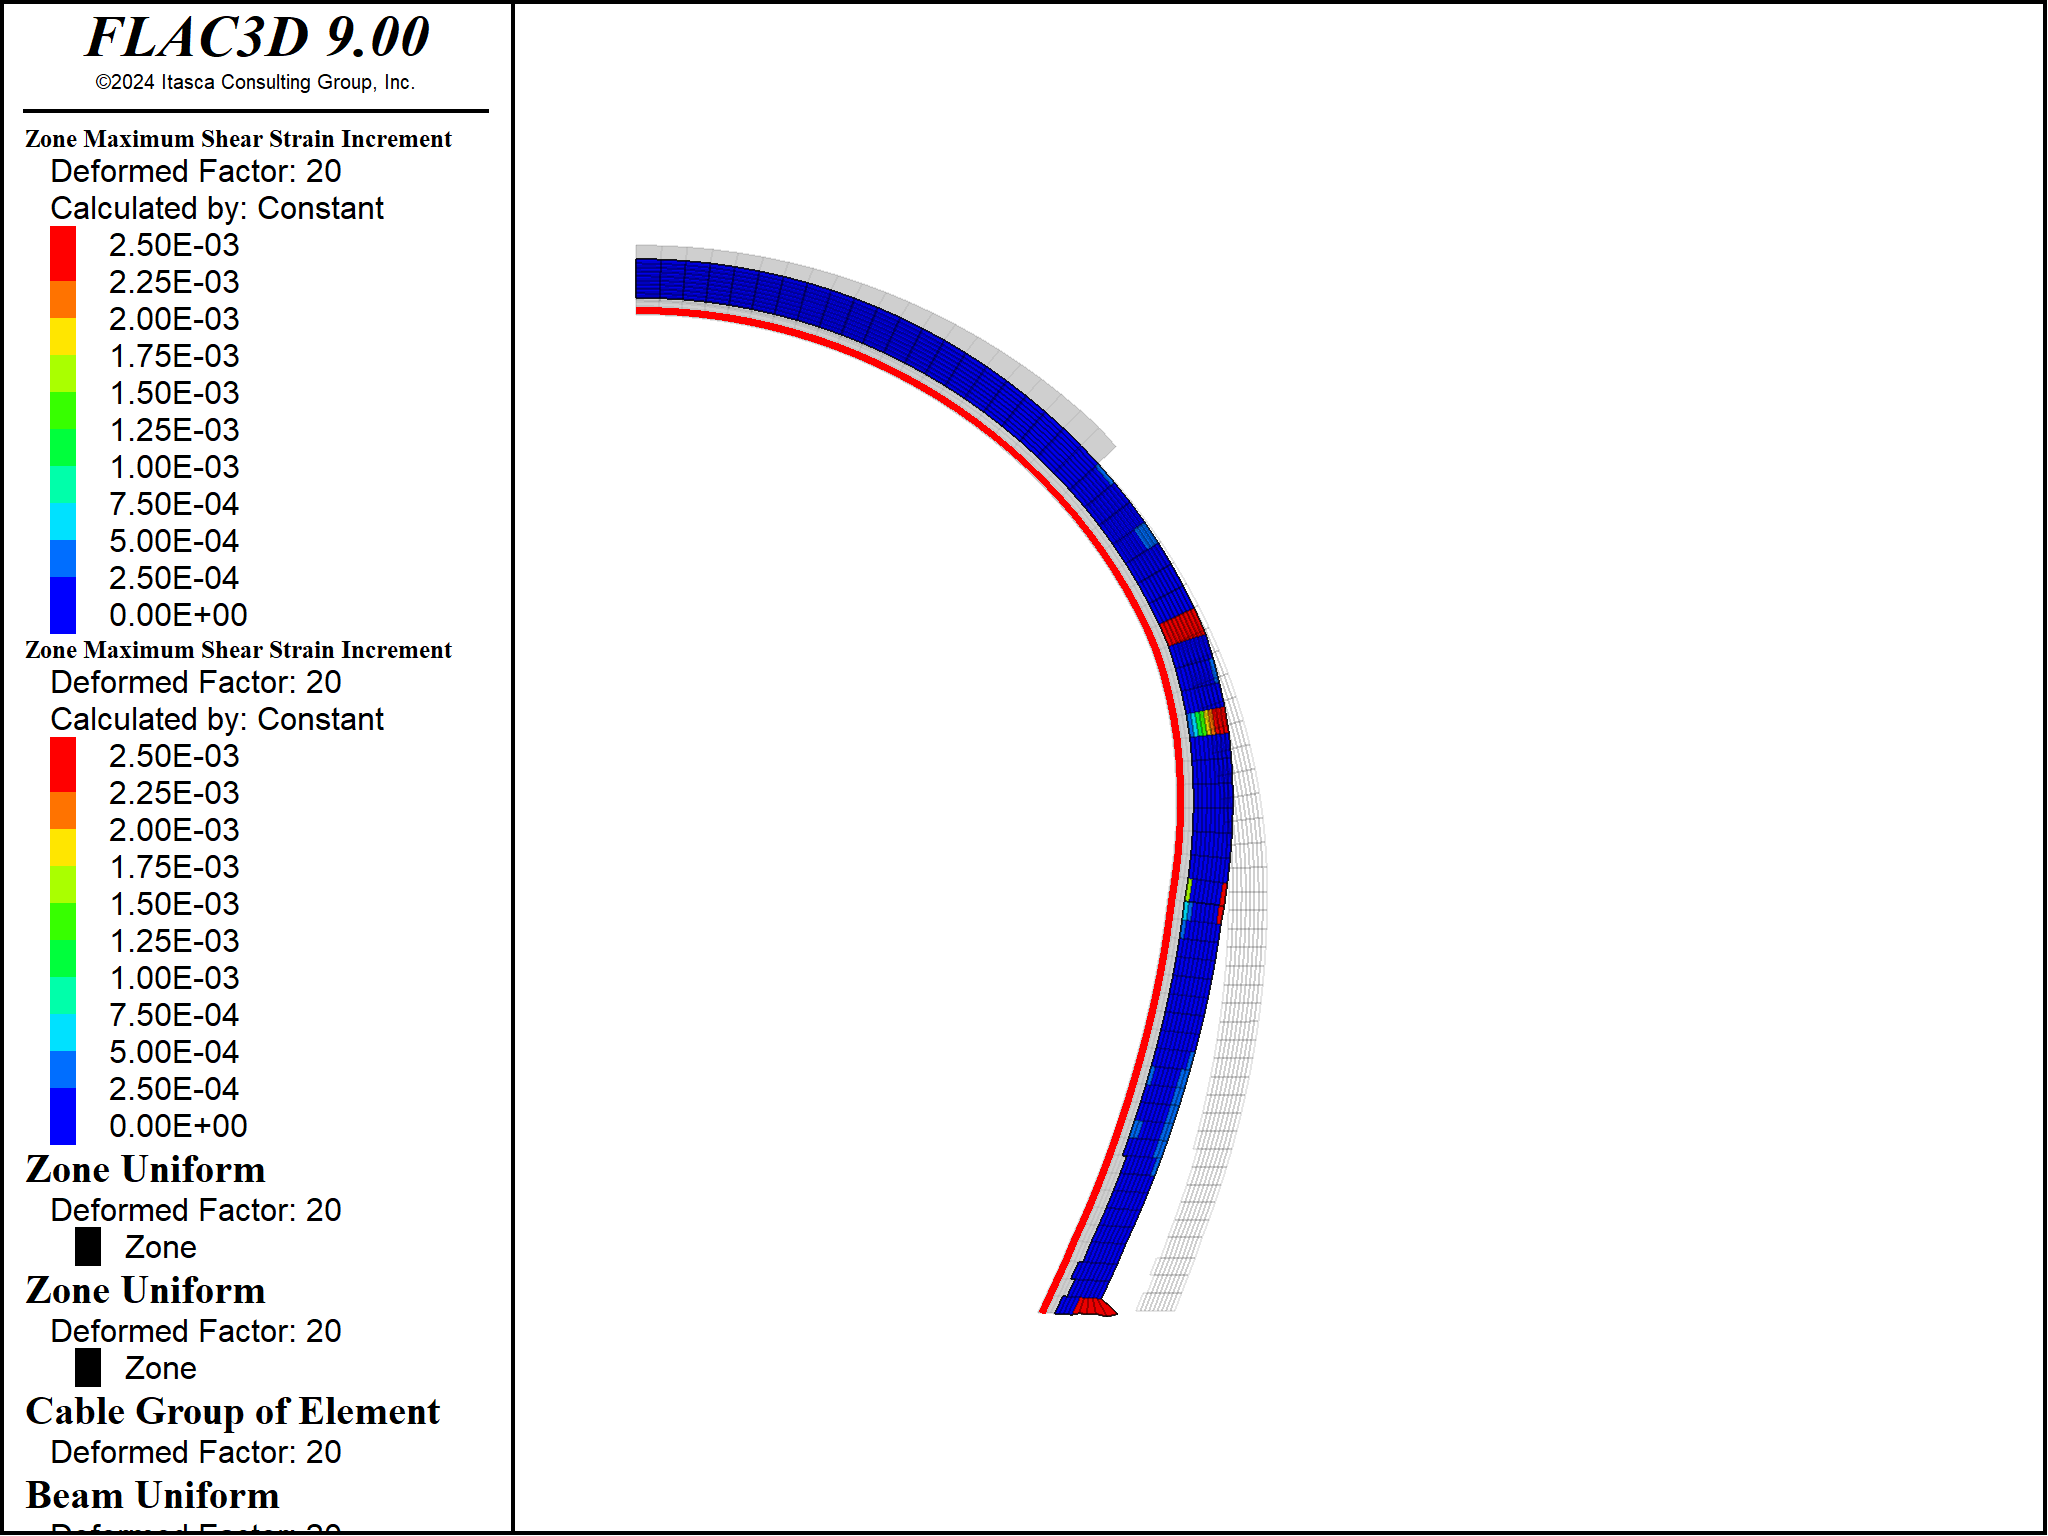 FLAC3D 9.00
©2024 Itasca Consulting Group, Inc.
Zone Maximum Shear Strain Increment
Deformed Factor: 20
Calculated by: Constant
2.50E-03
2.25E-03
2.00E-03
1.75E-03
1.50E-03
1.25E-03
1.00E-03
7.50E-04
5.00E-04
2.50E-04
0.00E+00
Zone Maximum Shear Strain Increment
Deformed Factor: 20
Calculated by: Constant
2.50E-03
2.25E-03
2.00E-03
1.75E-03
1.50E-03
1.25E-03
1.00E-03
7.50E-04
5.00E-04
2.50E-04
0.00E+00
Zone Uniform
Deformed Factor: 20
Zone
Zone Uniform
Deformed Factor: 20
Zone
Cable Group of Element
Deformed Factor: 20
Beam Uniform
Deformed Factor: 20